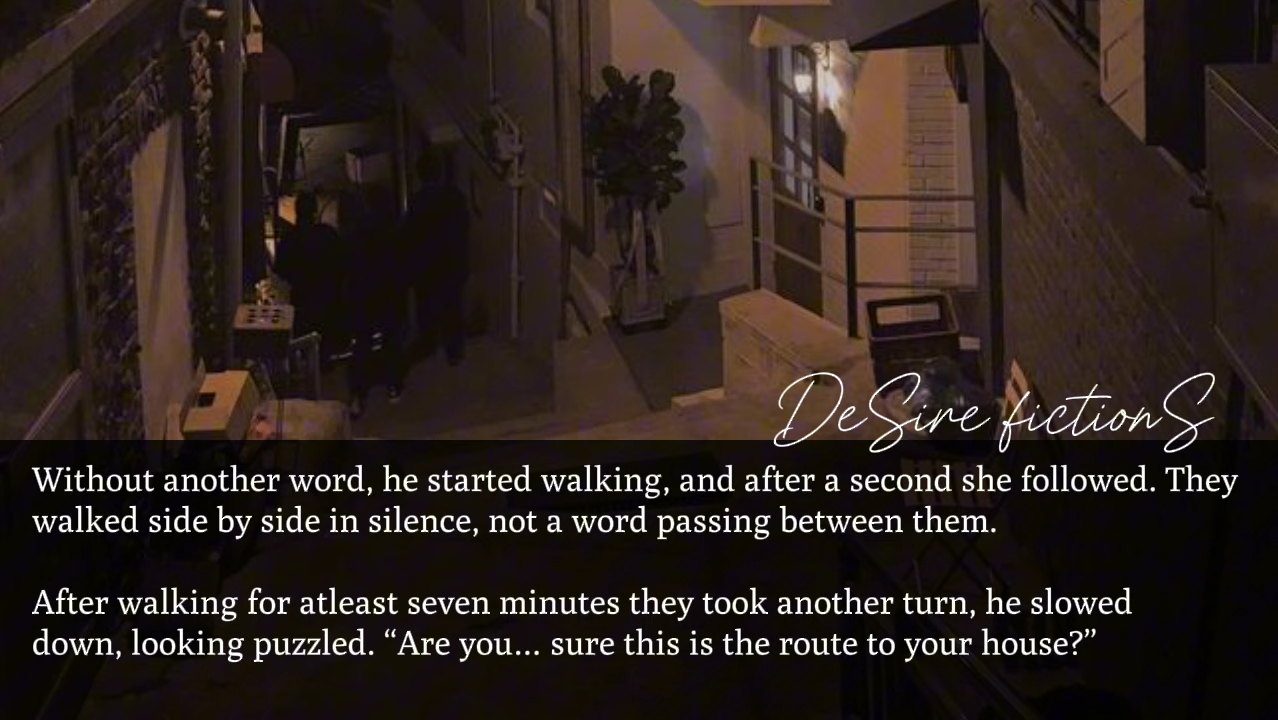 DeSire fictionS
Without another word, he started walking, and after a second she followed. They
walked side by side in silence, not a word passing between them.
After walking for atleast seven minutes they took another turn, he slowed
down, looking puzzled. “Are you... sure this is the route to your house?”